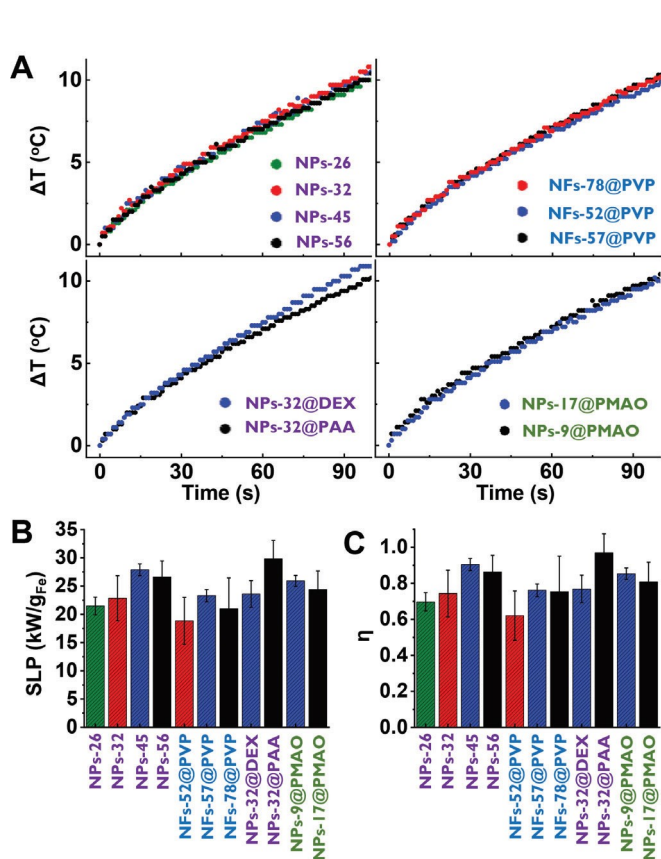 A
ΔT (°C)
10
5
0
NPs-26
NPs-32
NPs-45
NPs-56
NFs-78@PVP
NFs-52@PVP
NFs-57@PVP
ΔT (°C)
10
5
0
NPs-32@DEX
NPs-32@PAA
NPs-17@PMAO
NPs-9@PMAO
0 30 60 90
0 30 60 90
Time (s)
Time (s)
B
SLP (kW/gFe)
35
30
25
20
15
10
5
0
NPs-26
NPs-32
NPs-45
NPs-56
NFs-52@PVP
NFs-57@PVP
NFs-78@PVP
NPs-32@DEX
NPs-32@PAA
NPs-9@PMAO
NPs-17@PMAO
C
η
1.0
0.8
0.6
0.4
0.2
0.0
NPs-26
NPs-32
NPs-45
NPs-56
NFs-52@PVP
NFs-57@PVP
NFs-78@PVP
NPs-32@DEX
NPs-32@PAA
NPs-9@PMAO
NPs-17@PMAO